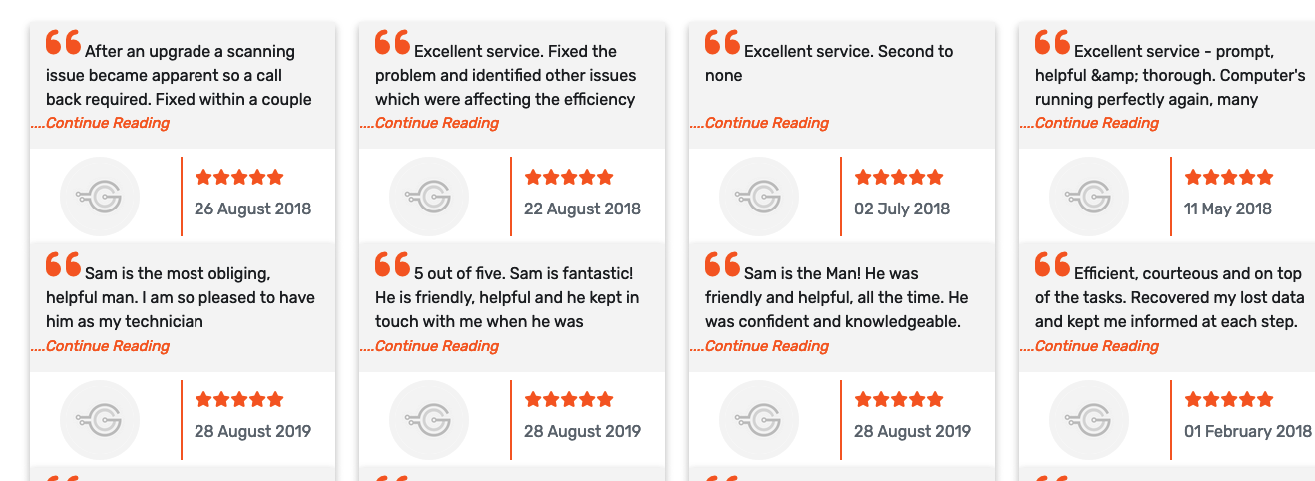 After an upgrade a scanning
issue became apparent so a call
back required. Fixed within a couple
....Continue Reading
26 August 2018
Excellent service. Fixed the
problem and identified other issues
which were affecting the efficiency
....Continue Reading
22 August 2018
Excellent service. Second to
none
....Continue Reading
02 July 2018
Excellent service - prompt,
helpful &amp; thorough. Computer's
running perfectly again, many
....Continue Reading
11 May 2018
Sam is the most obliging,
helpful man. I am so pleased to have
him as my technician
....Continue Reading
28 August 2019
5 out of five. Sam is fantastic!
He is friendly, helpful and he kept in
touch with me when he was
....Continue Reading
28 August 2019
Sam is the Man! He was
friendly and helpful, all the time. He
was confident and knowledgeable.
....Continue Reading
28 August 2019
Efficient, courteous and on top
of the tasks. Recovered my lost data
and kept me informed at each step.
....Continue Reading
01 February 2018